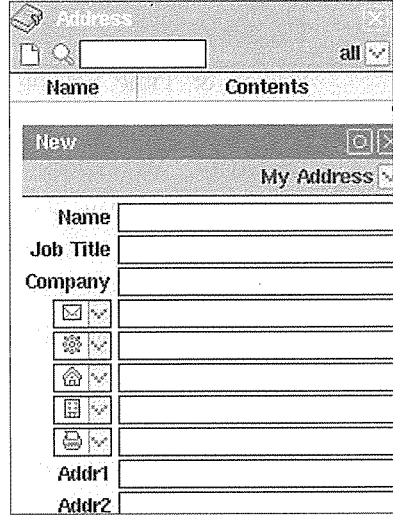 Address
all
Name Contents
New
My Address
Name
Job Title
Company
Addr1
Addr2